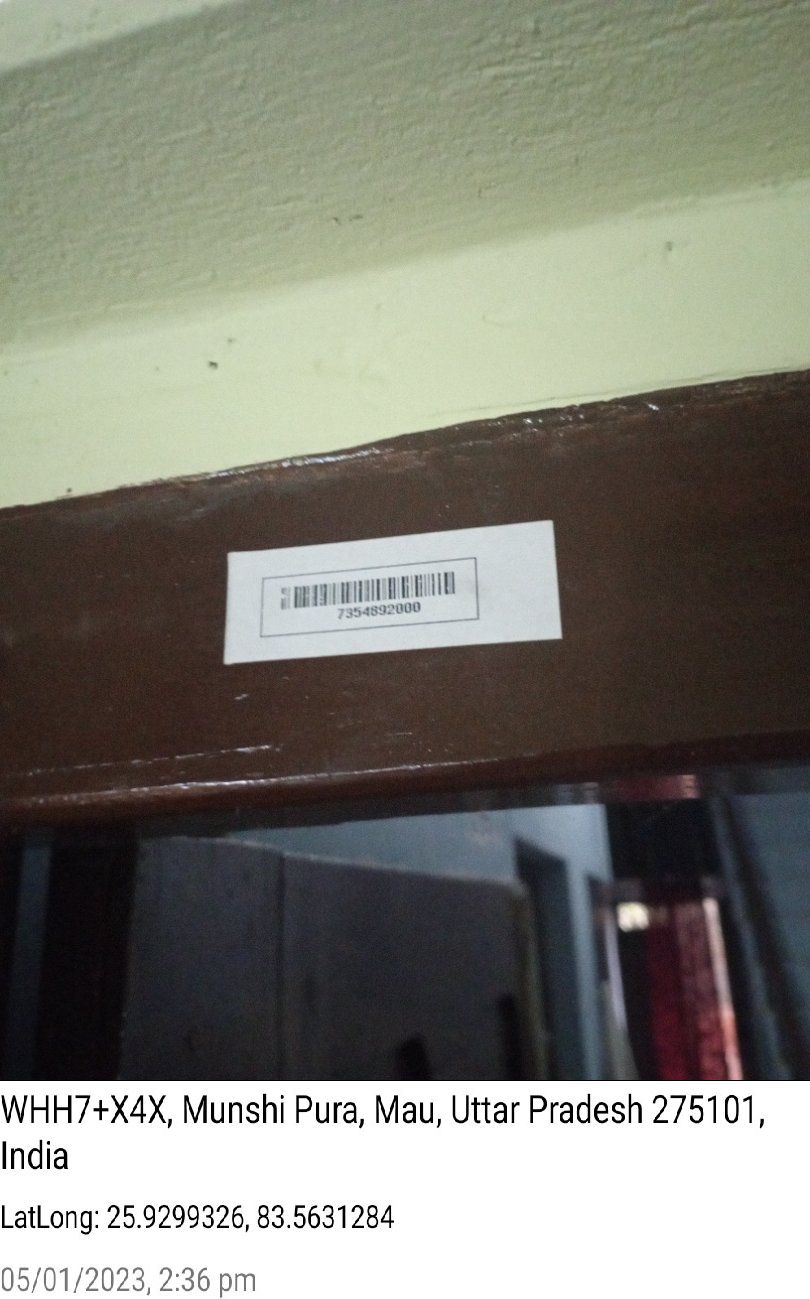 7354892000
WHH7+X4X, Munshi Pura, Mau, Uttar Pradesh 275101,
India
LatLong: 25.9299326, 83.5631284
05/01/2023, 2:36 pm